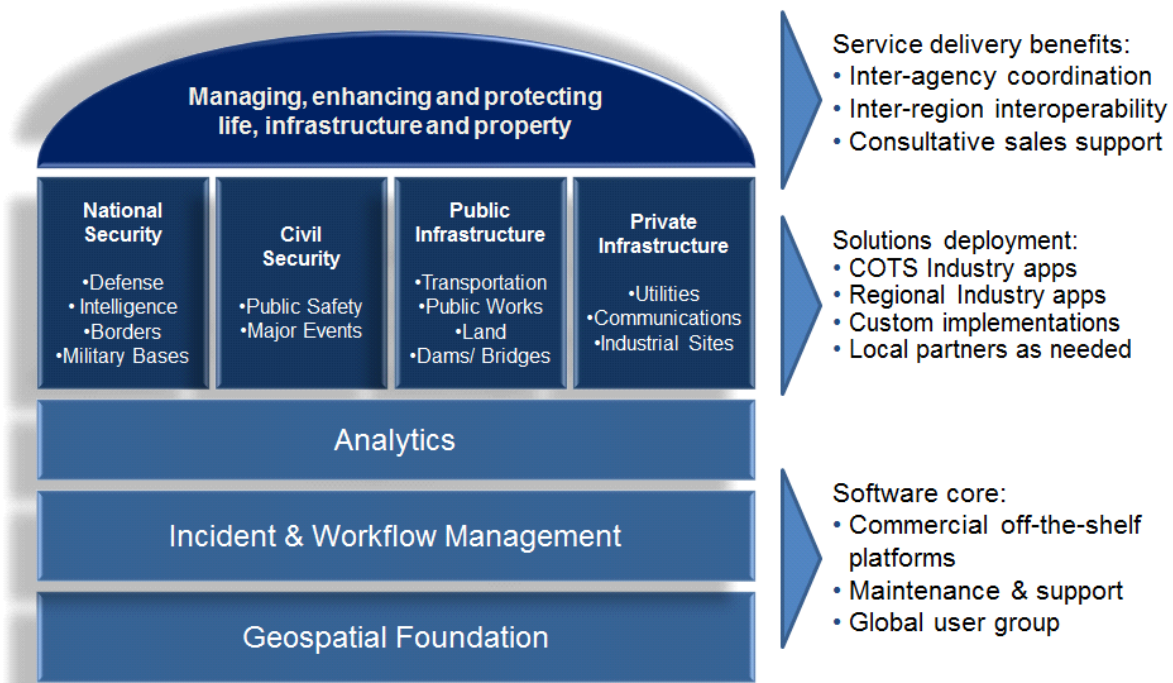 Managing, enhancing and protecting
life, infrastructure and property
National
Security
•Defense
•Intelligence
•Borders
•Military Bases
Civil
Security
•Public Safety
•Major Events
Public
Infrastructure
•Transportation
•Public Works
•Land
•Dams/ Bridges
Private
Infrastructure
•Utilities
•Communications
•Industrial Sites
Analytics
Incident & Workflow Management
Geospatial Foundation
Service delivery benefits:
• Inter-agency coordination
• Inter-region interoperability
• Consultative sales support
Solutions deployment:
• COTS Industry apps
• Regional Industry apps
• Custom implementations
• Local partners as needed
Software core:
• Commercial off-the-shelf
platforms
• Maintenance & support
• Global user group